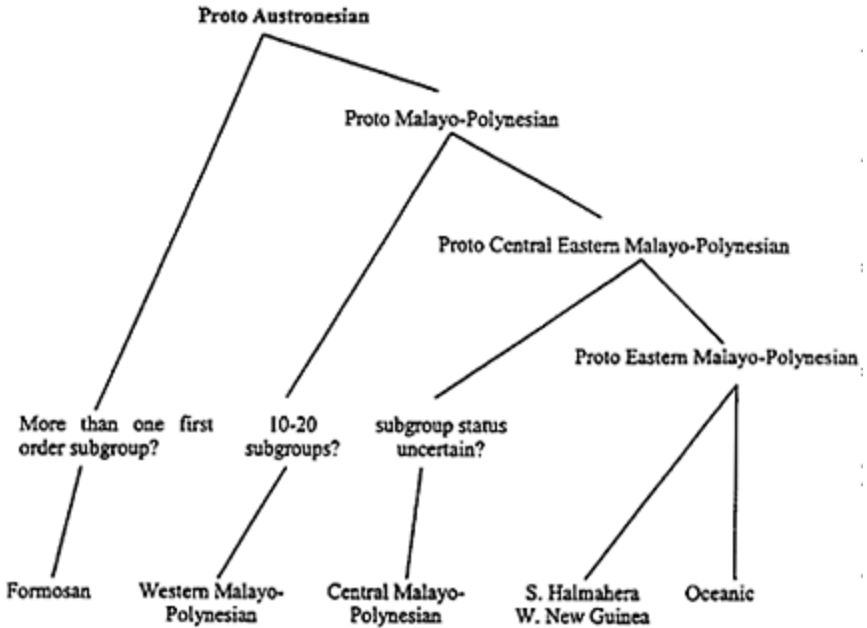 Proto Austronesian
Proto Malayo-Polynesian
Proto Central Eastern Malayo-Polynesian
Proto Eastern Malayo-Polynesian
More than one first
order subgroup?
10-20
subgroups?
subgroup status
uncertain?
Formosan
Western Malayo-
Polynesian
Central Malayo-
Polynesian
S. Halmahera
W. New Guinea
Oceanic